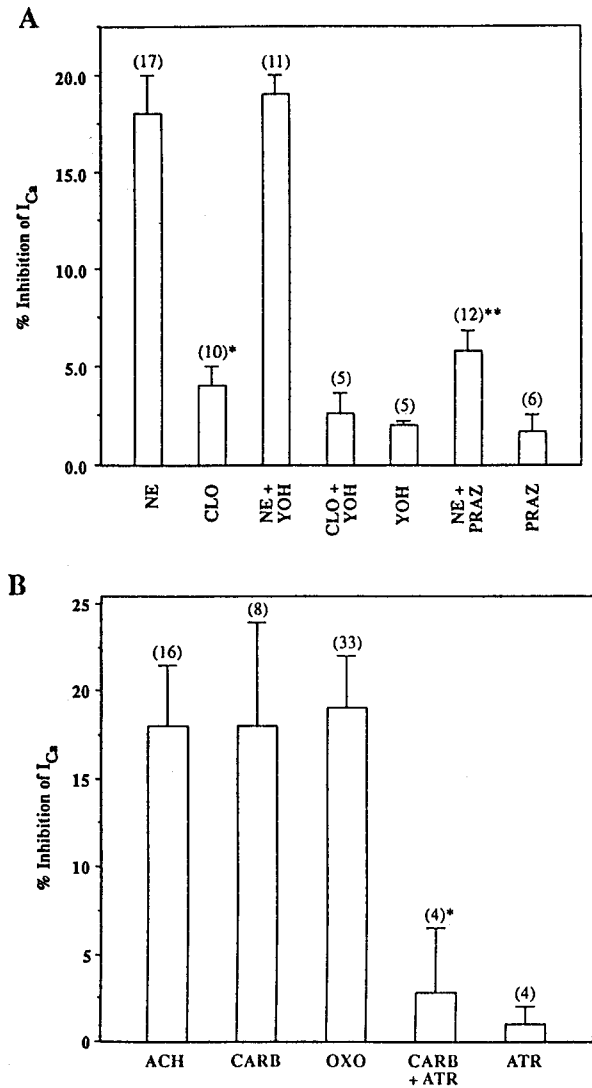 A
(17)
(11)
20.0
15.0
10.0
5.0
0.0
% Inhibition of ICa
(10)*
(5)
(5)
(12)**
(6)
NE
CLO
NE +
YOH
CLO +
YOH
YOH
NE +
PRAZ
PRAZ
B
25
20
15
10
5
0
% Inhibition of ICa
(16)
(8)
(33)
(4)*
(4)
ACH
CARB
OXO
CARB
+ ATR
ATR